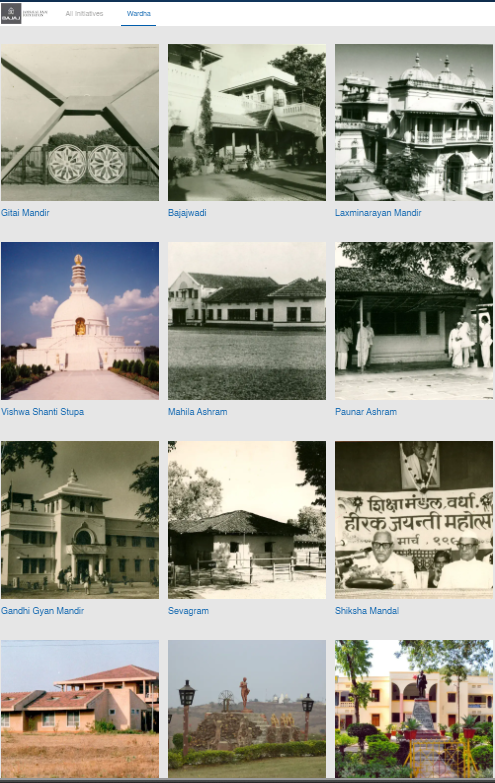 BAJAJ
All Initiatives
Wardha
Gitai Mandir
Bajajwadi
Laxminarayan Mandir
Vishwa Shanti Stupa
Mahila Ashram
Paunar Ashram
शिक्षा मंडल, वर्धा.
हीरक जयन्ती महोत्स
मार्च,
Gandhi Gyan Mandir
Sevagram
Shiksha Mandal